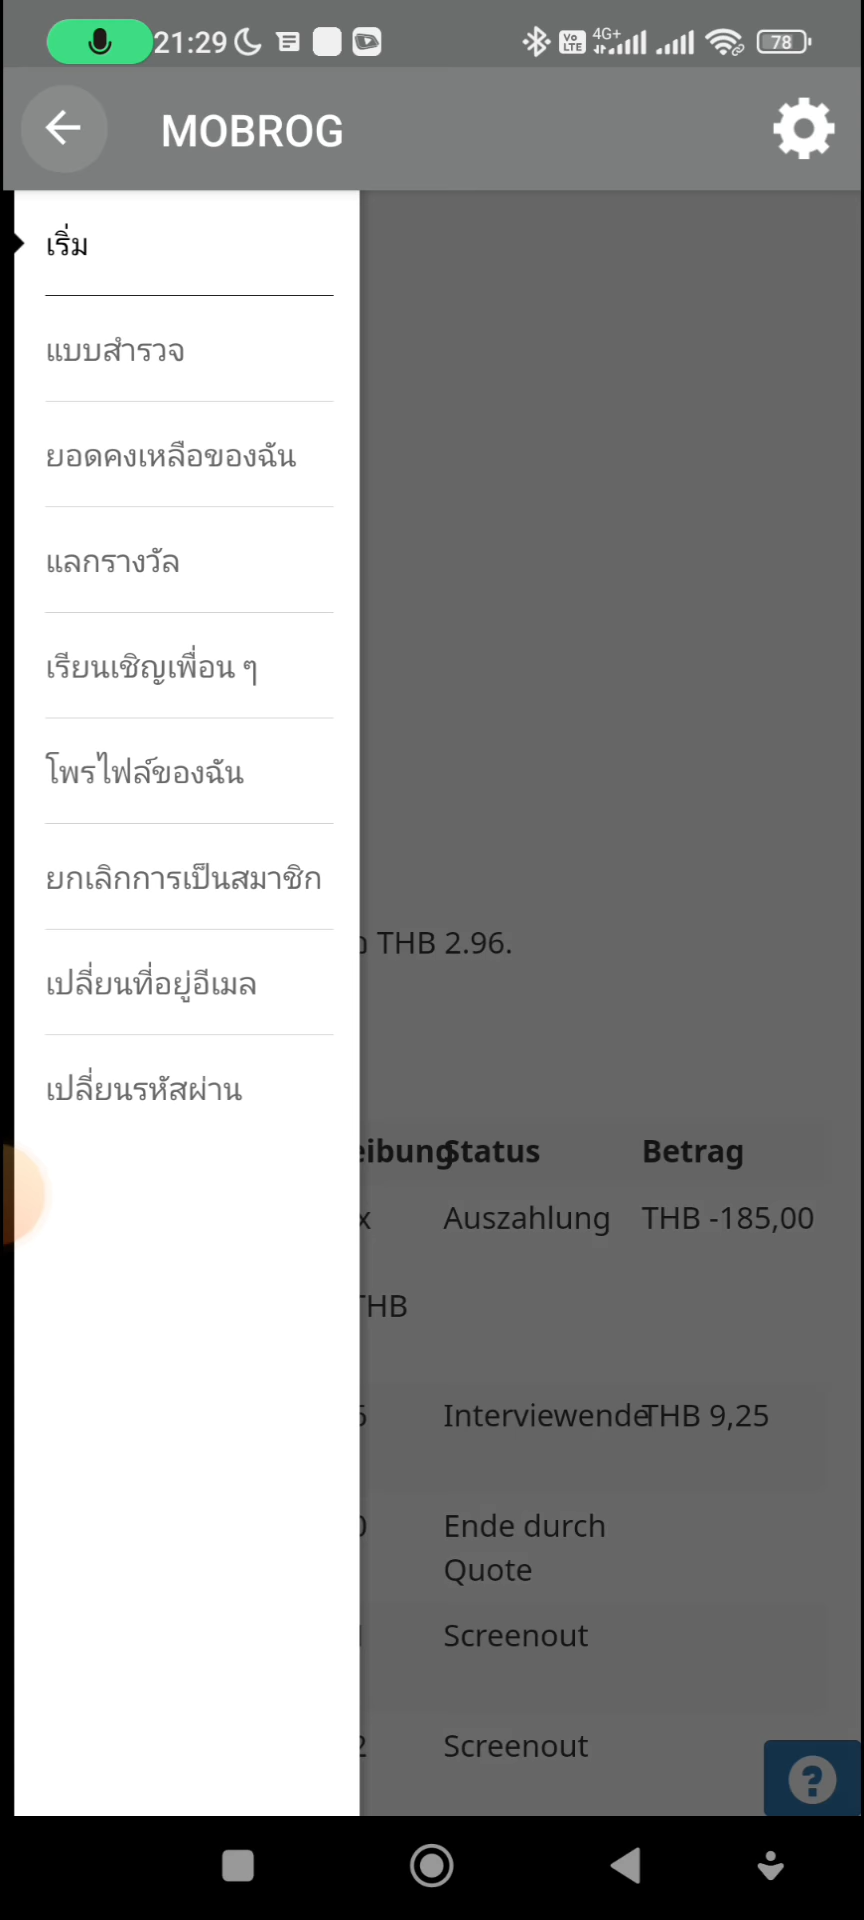 21:29
Vo LTE 4G+ 78
MOBROG
เริ่ม
แบบสำรวจ
ยอดคงเหลือของฉัน
แลกรางวัล
เรียนเชิญเพื่อน ๆ
โพรไฟล์ของฉัน
ยกเลิกการเป็นสมาชิก
เปลี่ยนที่อยู่อีเมล
เปลี่ยนรหัสผ่าน
THB 2.96.
eibung Status Betrag
x Auszahlung THB -185,00
THB
Interviewende THB 9,25
Ende durch
Quote
Screenout
2 Screenout
?